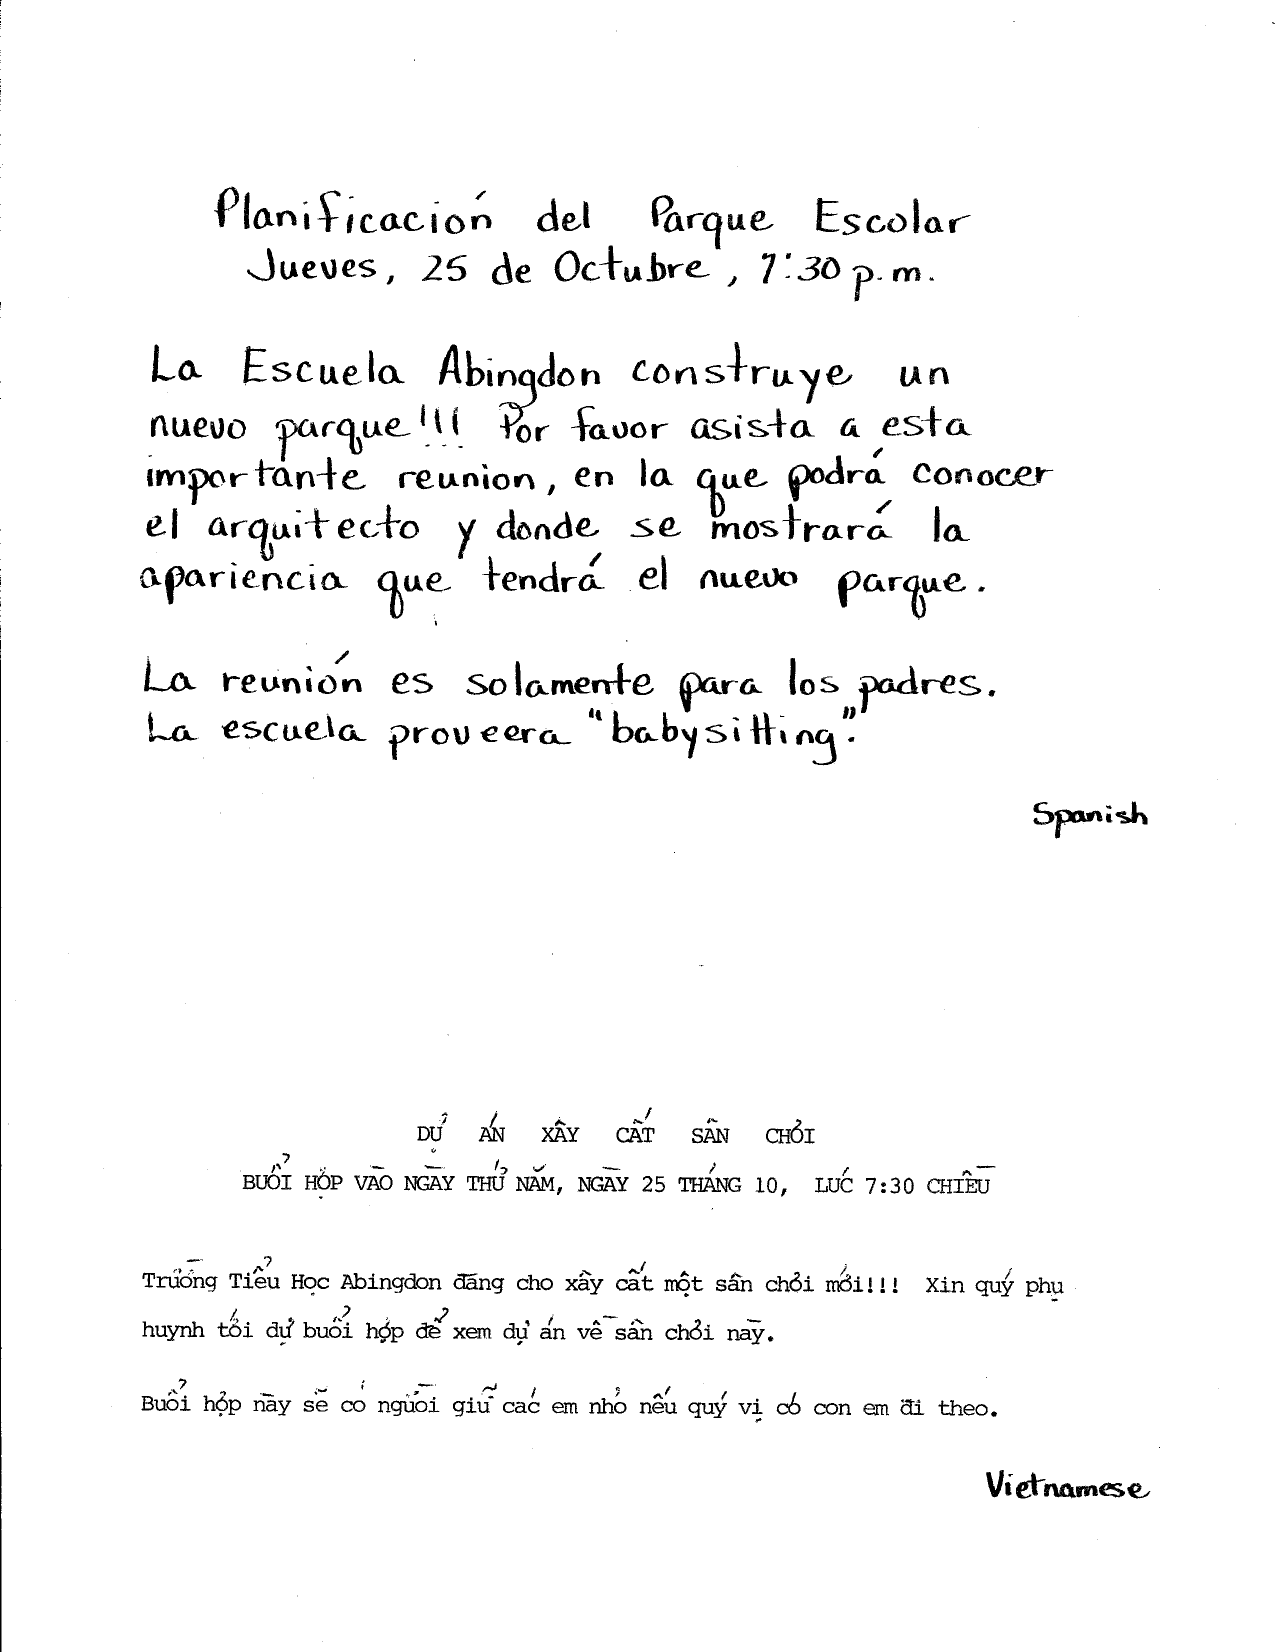 Planificación del Parque Escolar
Jueves, 25 de Octubre, 7:30 p.m.
La Escuela Abingdon construye un
nuevo parque!!! Por favor asista a esta
importante reunion, en la que podrá conocer
el arquitecto y donde se mostrará la
apariencia que tendrá el nuevo parque.
La reunión es solamente para los padres.
La escuela proveera "babysitting".
Spanish
DỰ ÁN XÂY CẤT SÂN CHƠI
BUỔI HỌP VÀO NGÀY THỨ NĂM, NGÀY 25 THÁNG 10, LÚC 7:30 CHIỀU
Trường Tiểu Học Abingdon đang cho xây cất một sân chơi mới!!! Xin quý phụ
huynh tới dự buổi họp để xem dự án về sân chơi này.
Buổi họp này sẽ có người giữ các em nhỏ nếu quý vị có con em đi theo.
Vietnamese